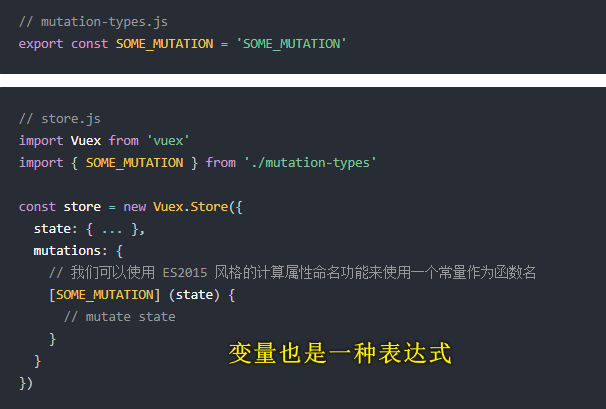 // mutation-types.js
export const SOME_MUTATION = 'SOME_MUTATION'
// store.js
import Vuex from 'vuex'
import { SOME_MUTATION } from './mutation-types'
const store = new Vuex.Store({
  state: { ... },
  mutations: {
    // 我们可以使用 ES2015 风格的计算属性命名功能来使用一个常量作为函数名
    [SOME_MUTATION] (state) {
      // mutate state
    }
  }
})
变量也是一种表达式